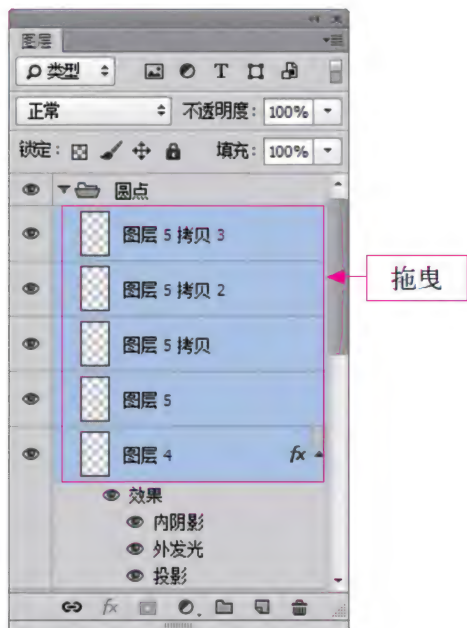 图层
类型
正常 不透明度: 100%
锁定: 填充: 100%
圆点
图层 5 拷贝 3
拖曳
图层 5 拷贝 2
图层 5 拷贝
图层 5
图层 4 fx
效果
内阴影
外发光
投影
fx